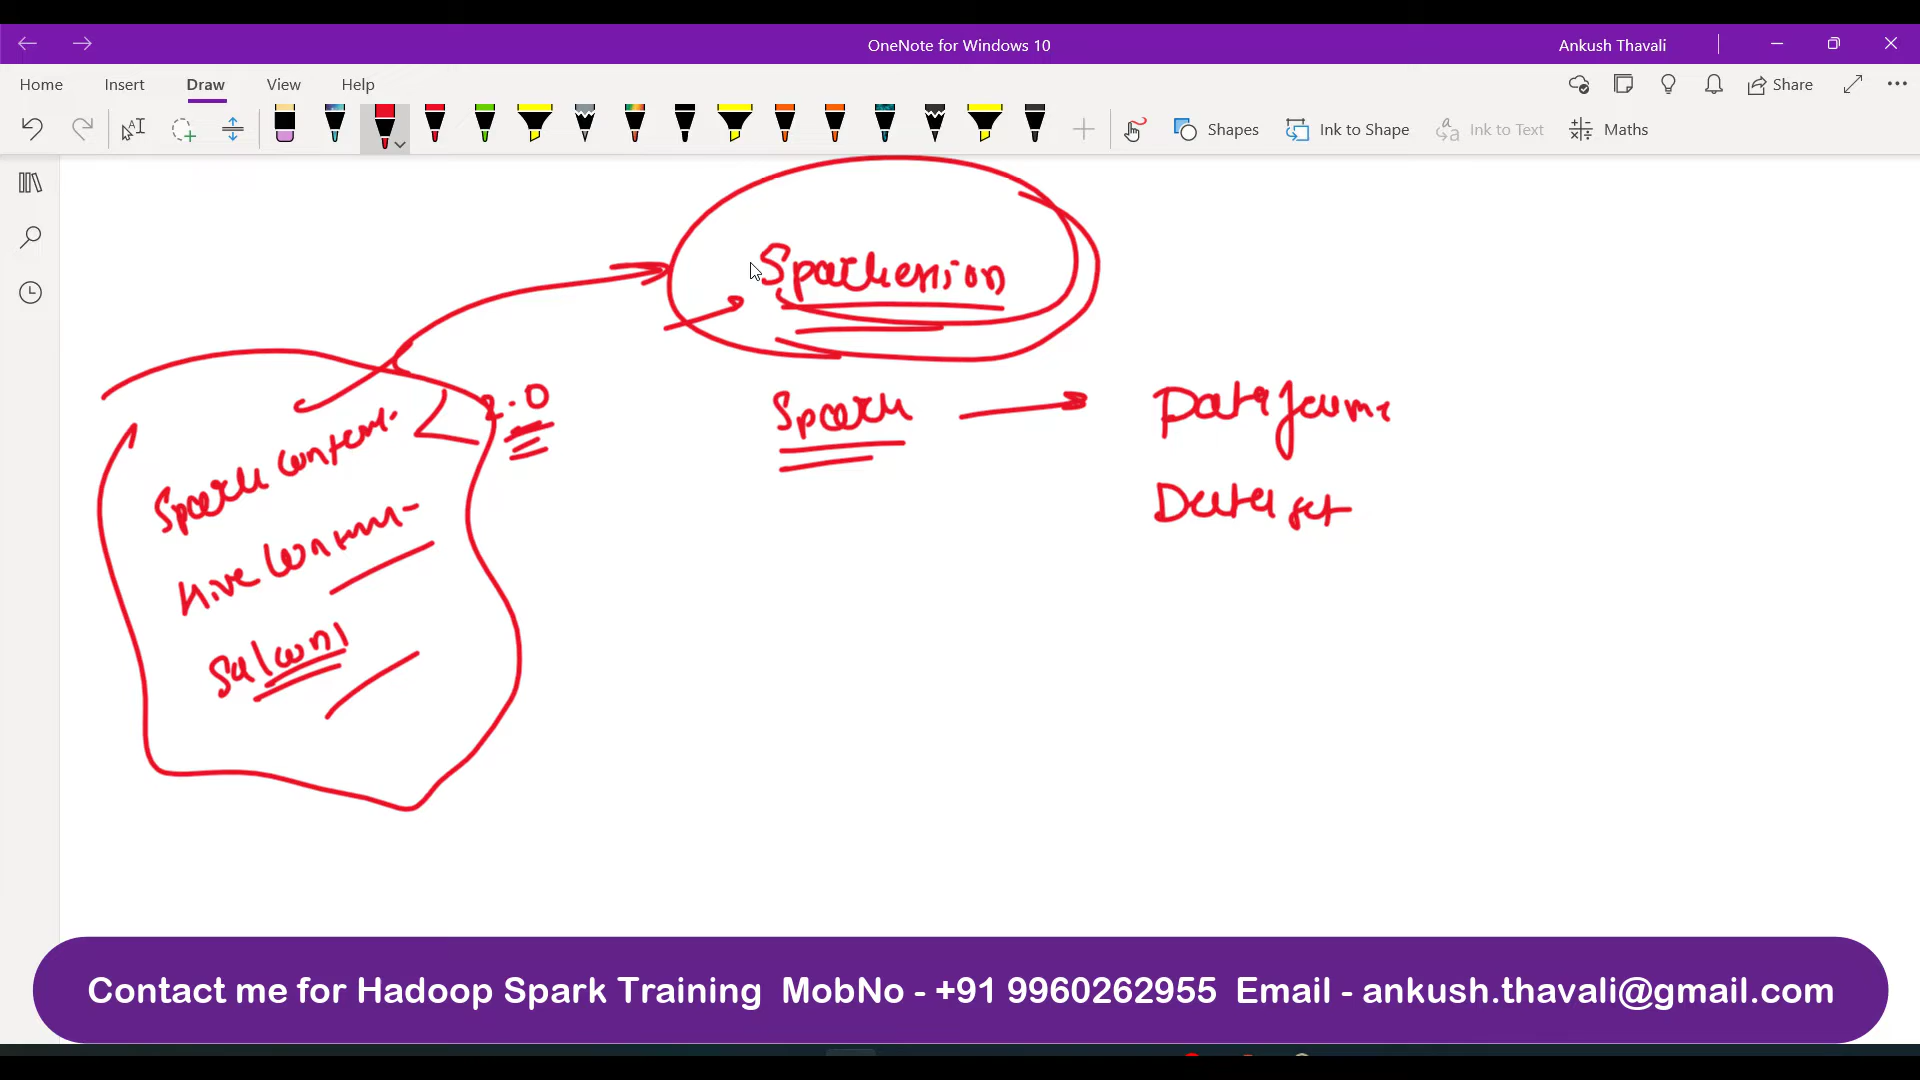 OneNote for Windows 10
Ankush Thavali
Home Insert Draw View Help
Share
Shapes Ink to Shape Ink to Text Maths
Sparksession
2.0
Spark Dataframe
Spark context
Dataset
hive context
Contact me for Hadoop Spark Training MobNo - +91 9960262955 Email - ankush.thavali@gmail.com